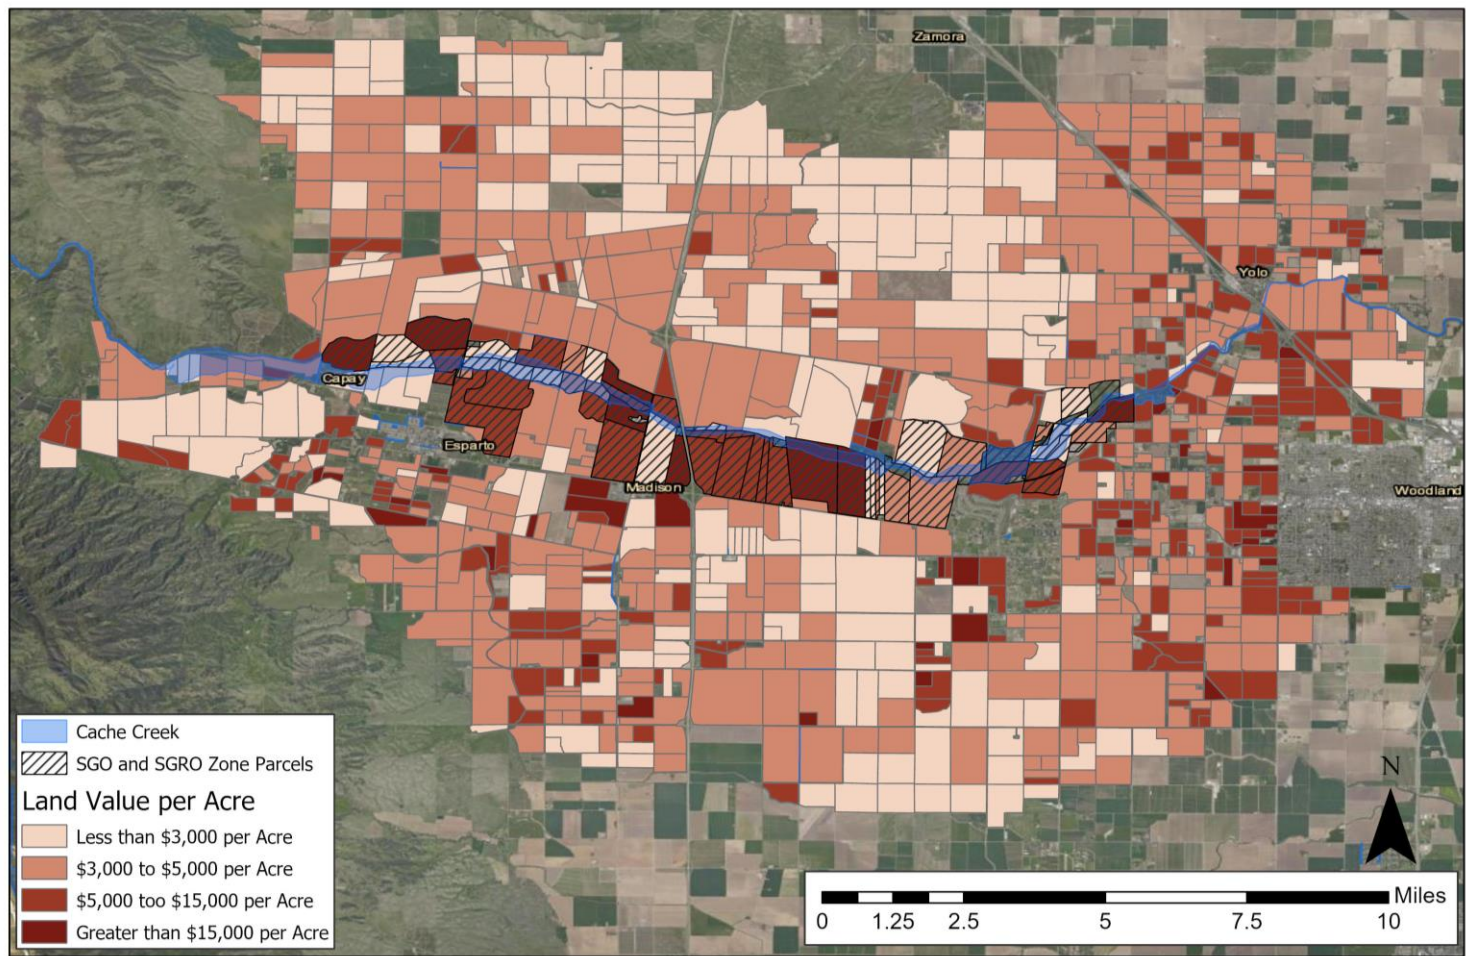 Zamora
Yolo
Capay
Esparto
Madison
Woodland
Cache Creek
SGO and SGRO Zone Parcels
Land Value per Acre
Less than $3,000 per Acre
$3,000 to $5,000 per Acre
$5,000 too $15,000 per Acre
Greater than $15,000 per Acre
N
Miles
0 1.25 2.5 5 7.5 10